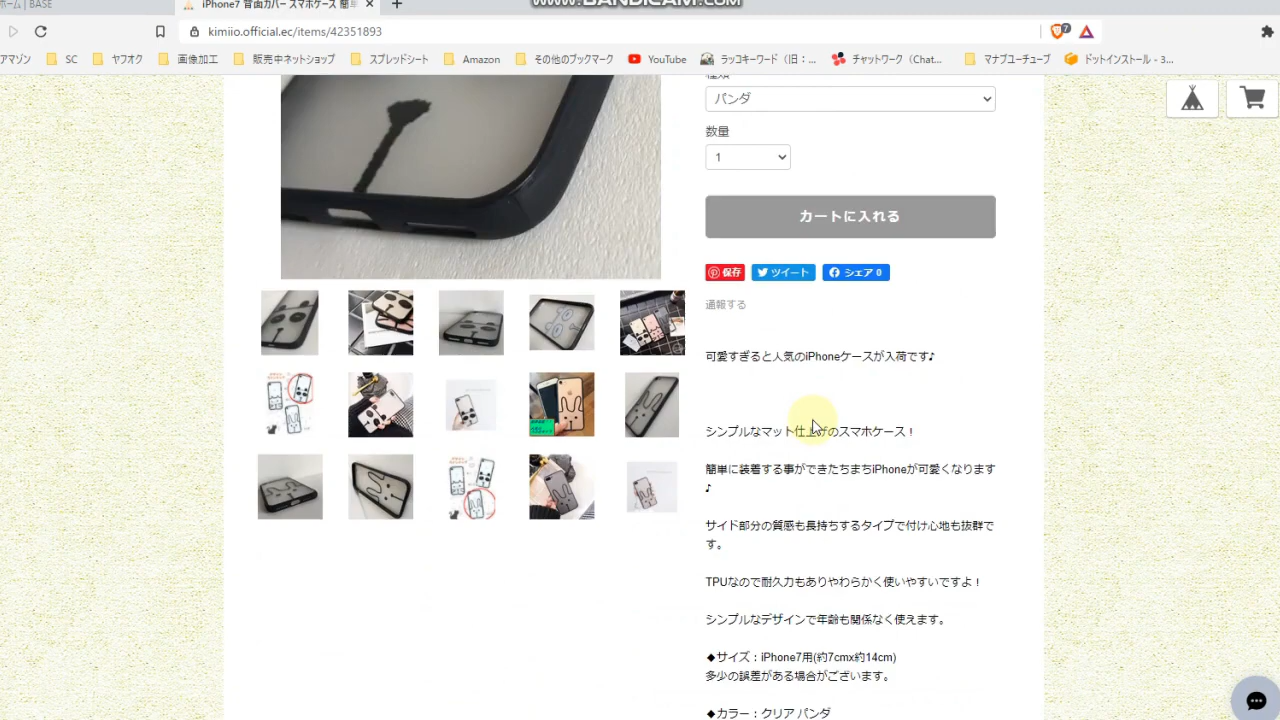 ホーム | BASE
iPhone7 背面カバー スマホケース 簡単
WWW.BANDICAM.COM
kimiio.official.ec/items/42351893
7
アマゾン
SC
ヤフオク
画像加工
販売中ネットショップ
スプレッドシート
Amazon
その他のブックマーク
YouTube
ラッコキーワード（旧：...
チャットワーク（Chat...
マナブユーチューブ
ドットインストール - 3...
種類
パンダ
数量
1
カートに入れる
保存
ツイート
シェア 0
通報する
可愛すぎると人気のiPhoneケースが入荷です♪
シンプルなマット仕上げのスマホケース！
簡単に装着する事ができたちまちiPhoneが可愛くなります
♪
サイド部分の質感も長持ちするタイプで付け心地も抜群で
す。
TPUなので耐久力もありやわらかく使いやすいですよ！
シンプルなデザインで年齢も関係なく使えます。
◆サイズ：iPhone7用(約7cmx約14cm)
多少の誤差がある場合がございます。
◆カラー：クリア パンダ